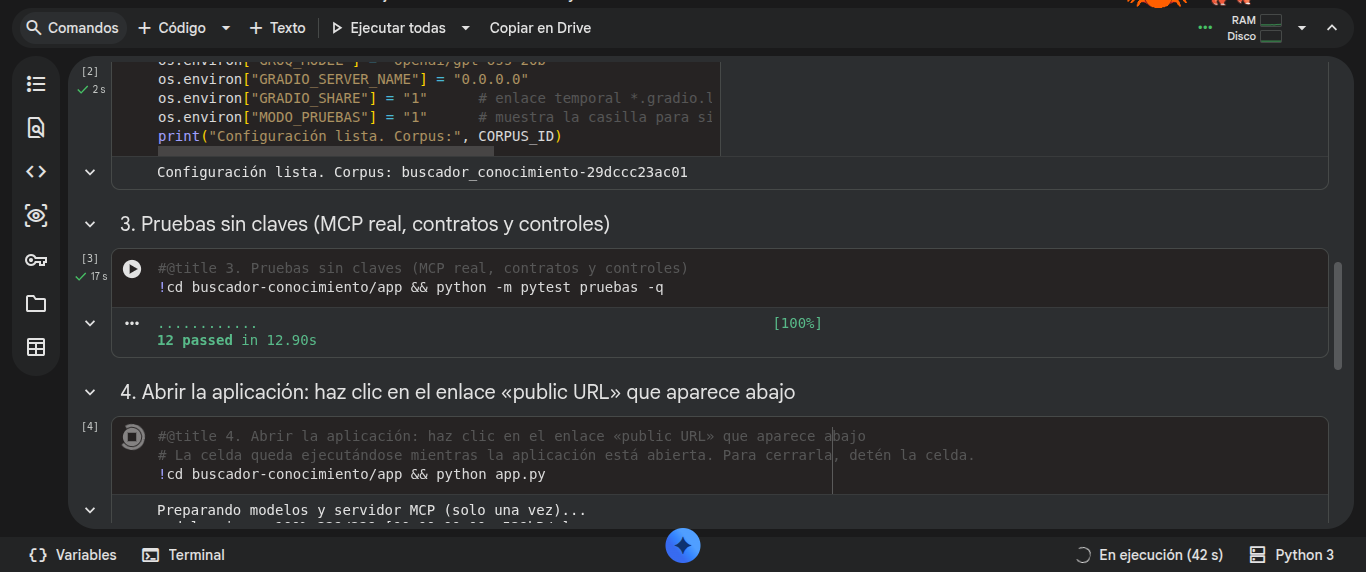 Comandos + Código + Texto Ejecutar todas Copiar en Drive
RAM
Disco
[2]
2 s
os.environ["GROQ_MODEL"] = "openai/gpt-oss-20b"
os.environ["GRADIO_SERVER_NAME"] = "0.0.0.0"
os.environ["GRADIO_SHARE"] = "1" # enlace temporal *.gradio.l
os.environ["MODO_PRUEBAS"] = "1" # muestra la casilla para si
print("Configuración lista. Corpus:", CORPUS_ID)
Configuración lista. Corpus: buscador_conocimiento-29dccc23ac01
3. Pruebas sin claves (MCP real, contratos y controles)
[3]
17 s
#@title 3. Pruebas sin claves (MCP real, contratos y controles)
!cd buscador-conocimiento/app && python -m pytest pruebas -q
............ [100%]
12 passed in 12.90s
4. Abrir la aplicación: haz clic en el enlace «public URL» que aparece abajo
[4]
#@title 4. Abrir la aplicación: haz clic en el enlace «public URL» que aparece abajo
# La celda queda ejecutándose mientras la aplicación está abierta. Para cerrarla, detén la celda.
!cd buscador-conocimiento/app && python app.py
Preparando modelos y servidor MCP (solo una vez)...
Variables Terminal En ejecución (42 s) Python 3